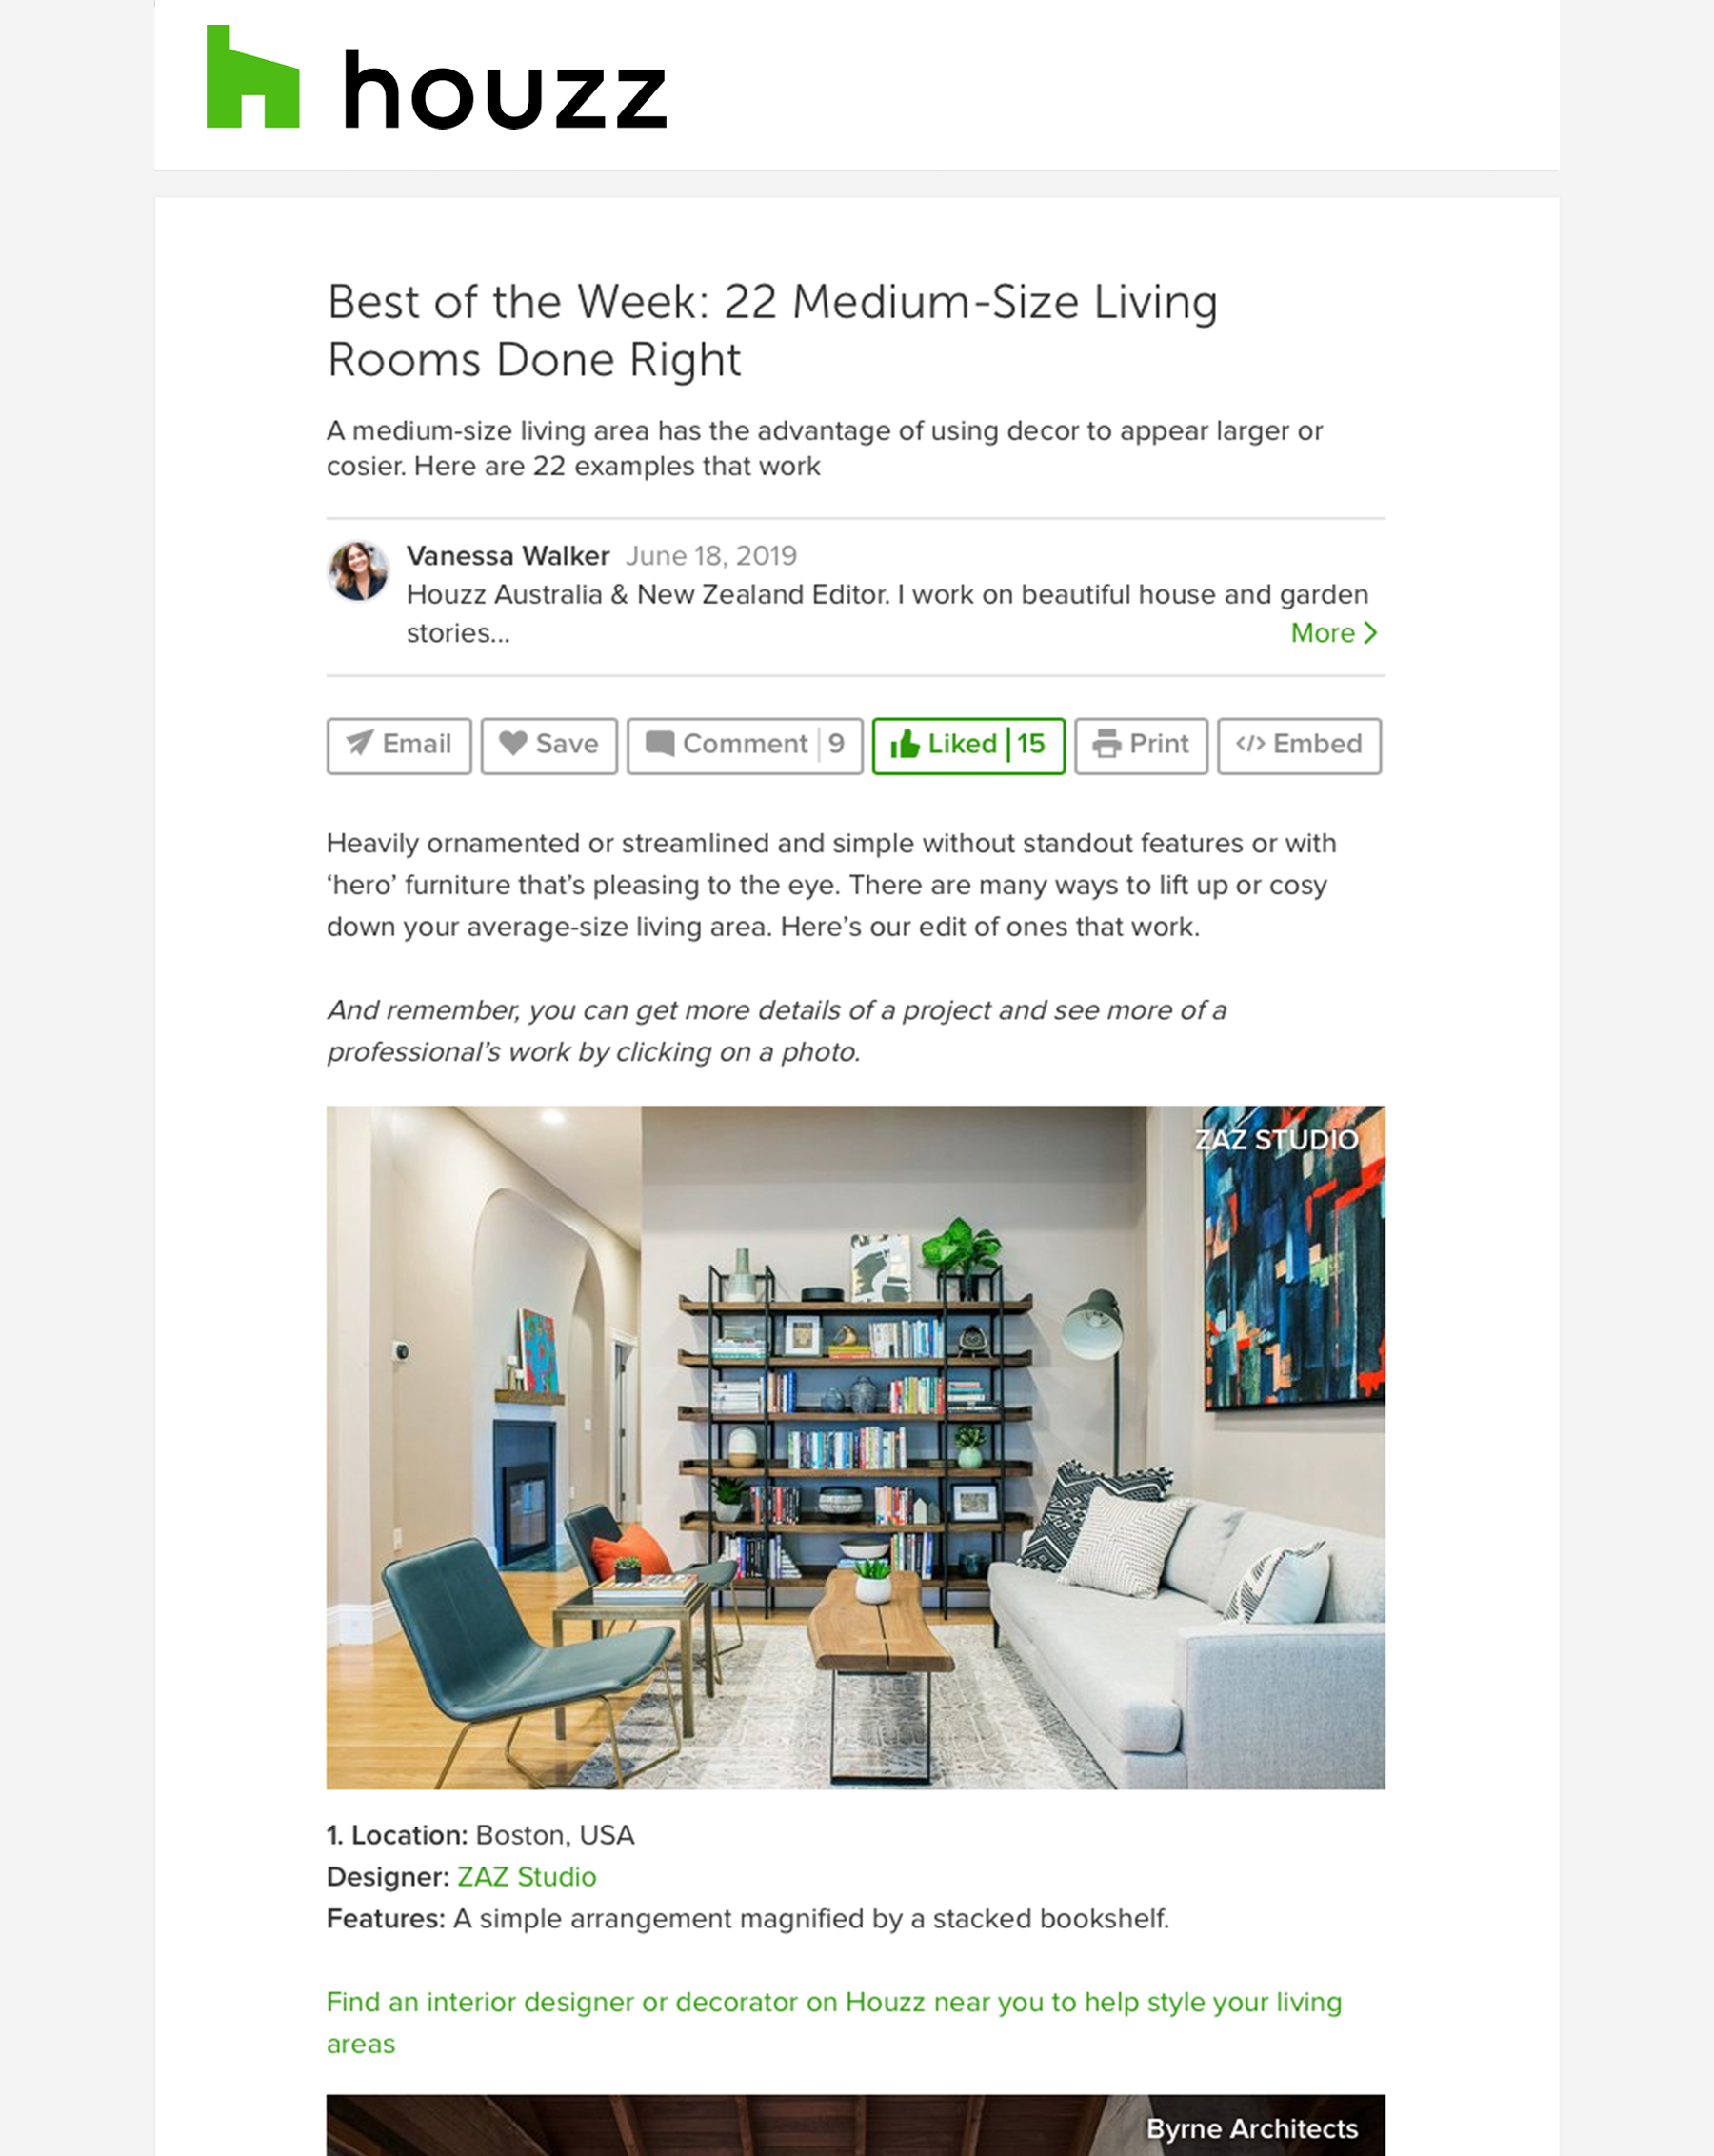 houzz
Best of the Week: 22 Medium-Size Living
Rooms Done Right
A medium-size living area has the advantage of using decor to appear larger or
cosier. Here are 22 examples that work
Vanessa Walker June 18, 2019
Houzz Australia & New Zealand Editor. I work on beautiful house and garden
stories... More
Email Save Comment 9 Liked 15 Print </> Embed
Heavily ornamented or streamlined and simple without standout features or with
‘hero’ furniture that’s pleasing to the eye. There are many ways to lift up or cosy
down your average-size living area. Here’s our edit of ones that work.
And remember, you can get more details of a project and see more of a
professional’s work by clicking on a photo.
ZAZ STUDIO
1. Location: Boston, USA
Designer: ZAZ Studio
Features: A simple arrangement magnified by a stacked bookshelf.
Find an interior designer or decorator on Houzz near you to help style your living
areas
Byrne Architects